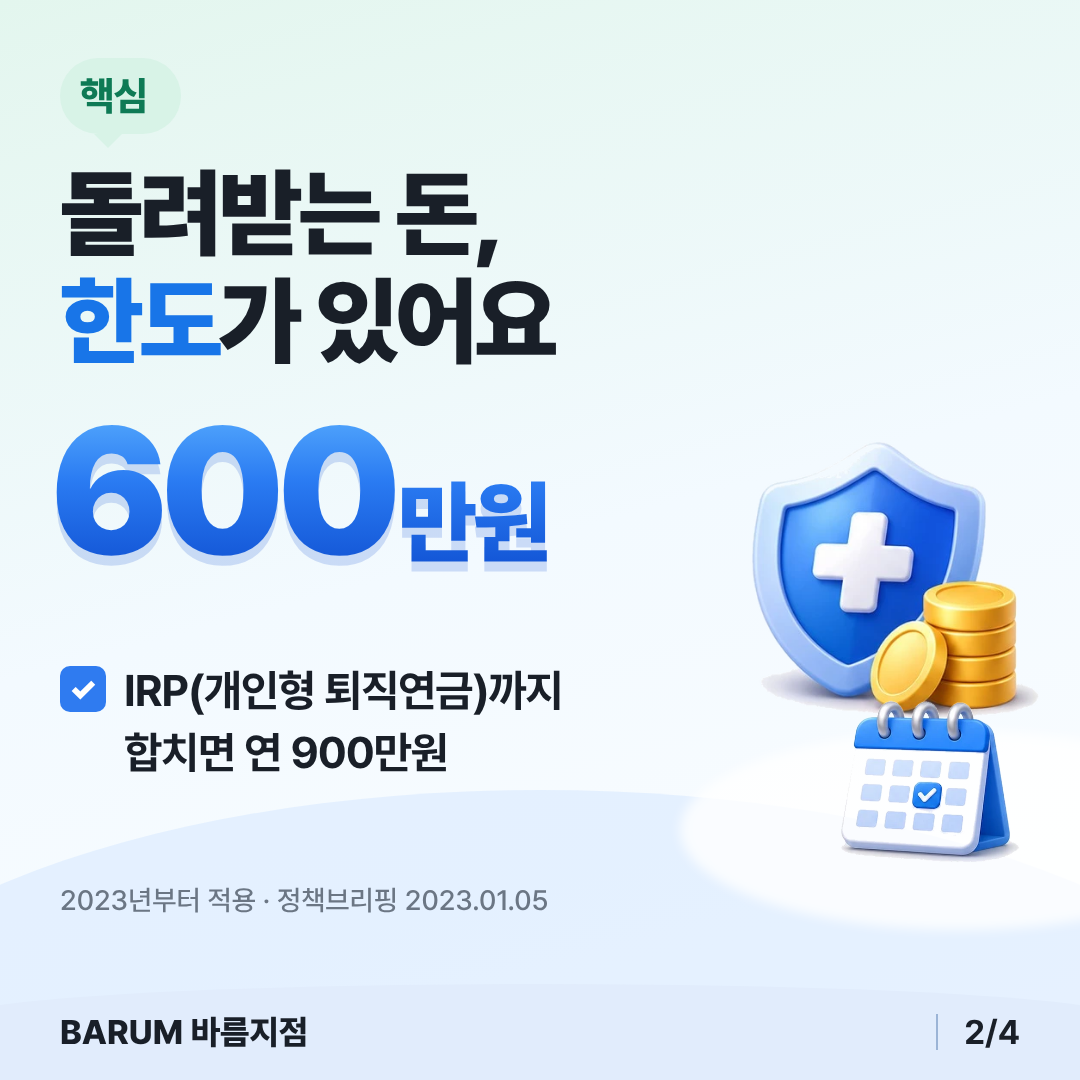 핵심
돌려받는 돈,
한도가 있어요
600만원
IRP(개인형 퇴직연금)까지
합치면 연 900만원
2023년부터 적용 · 정책브리핑 2023.01.05
BARUM 바름지점
2/4